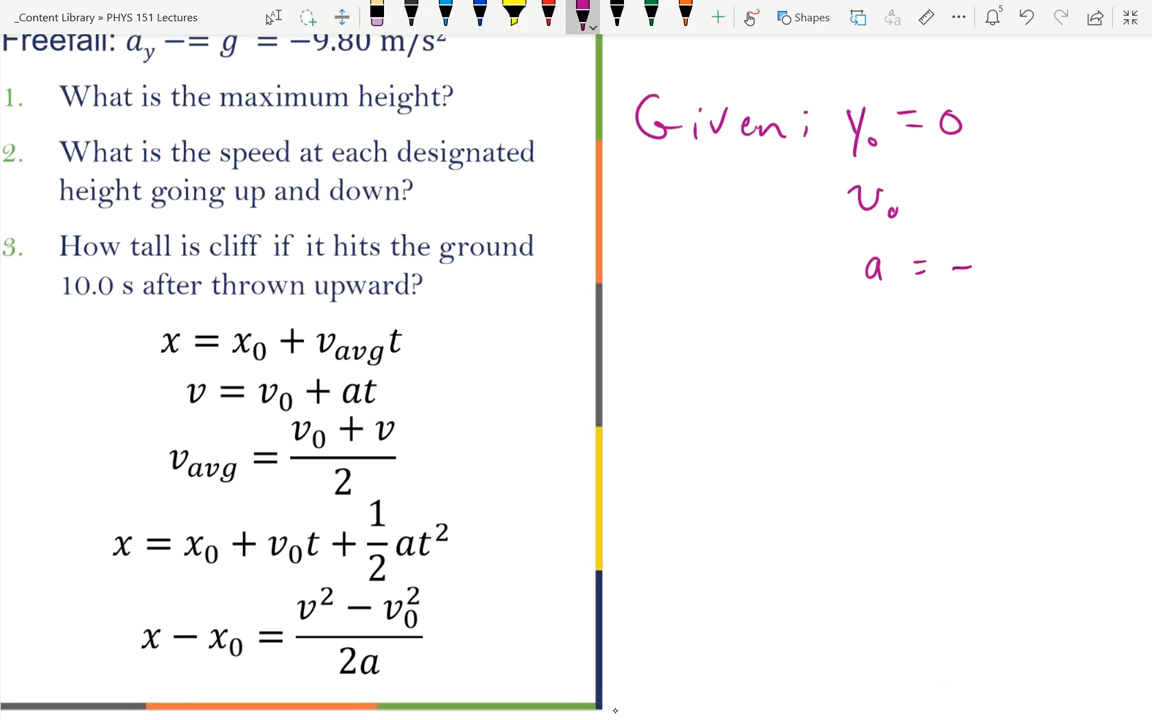 _Content Library » PHYS 151 Lectures
Shapes
5
Freefall: a_y −= g = −9.80 m/s²
1. What is the maximum height?
2. What is the speed at each designated
height going up and down?
3. How tall is cliff if it hits the ground
10.0 s after thrown upward?
x = x₀ + v_avg t
v = v₀ + at
v_avg = (v₀ + v)/2
x = x₀ + v₀t + 1/2 at²
x − x₀ = (v² − v₀²)/2a
Given; y₀ = 0
v₀
a = −